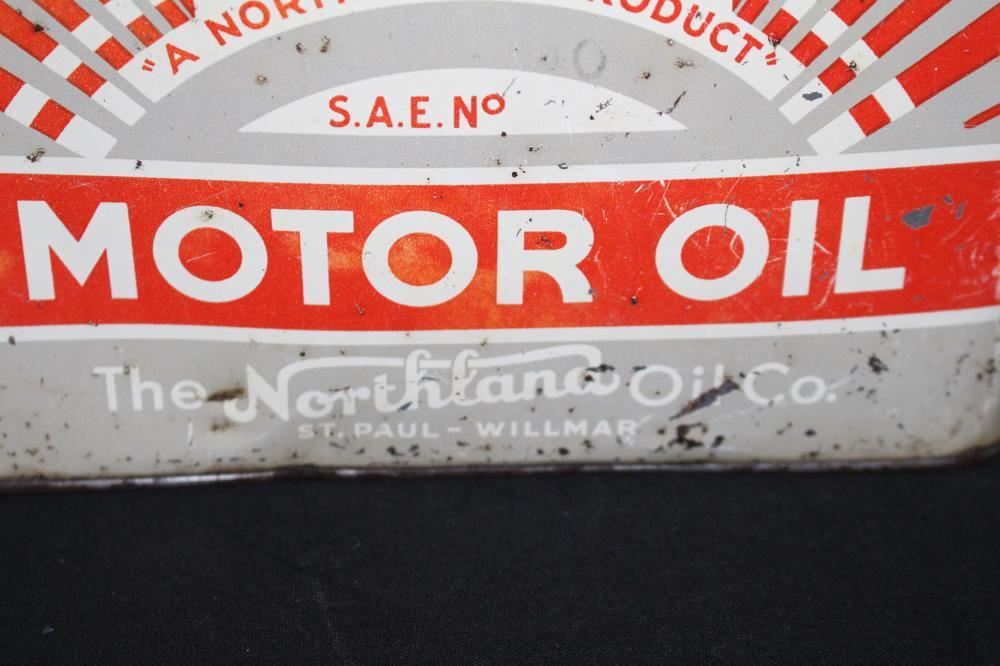 "A NORTH PRODUCT"
S.A.E. Nº
MOTOR OIL
The Northland Oil Co.
ST. PAUL - WILLMAR